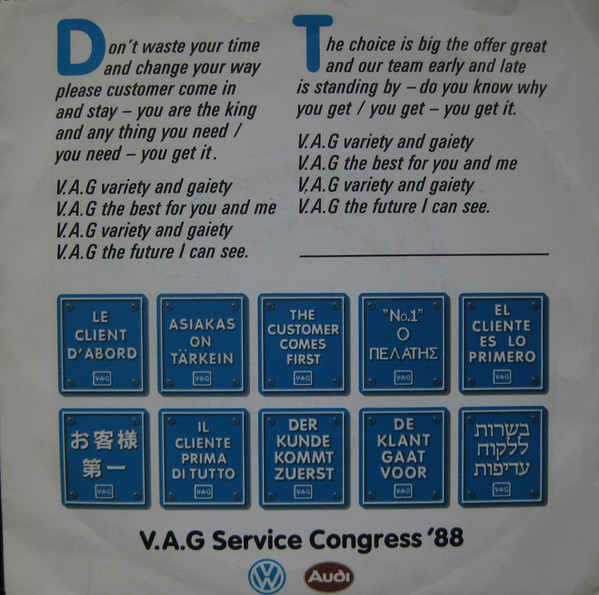 Don't waste your time
and change your way
please customer come in
and stay – you are the king
and any thing you need /
you need – you get it.
V.A.G variety and gaiety
V.A.G the best for you and me
V.A.G variety and gaiety
V.A.G the future I can see.
The choice is big the offer great
and our team early and late
is standing by – do you know why
you get / you get – you get it.
V.A.G variety and gaiety
V.A.G the best for you and me
V.A.G variety and gaiety
V.A.G the future I can see.
LE
CLIENT
D'ABORD
V·A·G
ASIAKAS
ON
TÄRKEIN
V·A·G
THE
CUSTOMER
COMES
FIRST
V·A·G
"No.1"
Ο
ΠΕΛΑΤΗΣ
V·A·G
EL
CLIENTE
ES LO
PRIMERO
V·A·G
お客様
第一
V·A·G
IL
CLIENTE
PRIMA
DI TUTTO
V·A·G
DER
KUNDE
KOMMT
ZUERST
V·A·G
DE
KLANT
GAAT
VOOR
V·A·G
בשרות
ללקוח
עדיפות
V·A·G
V.A.G Service Congress '88
VW
Audi